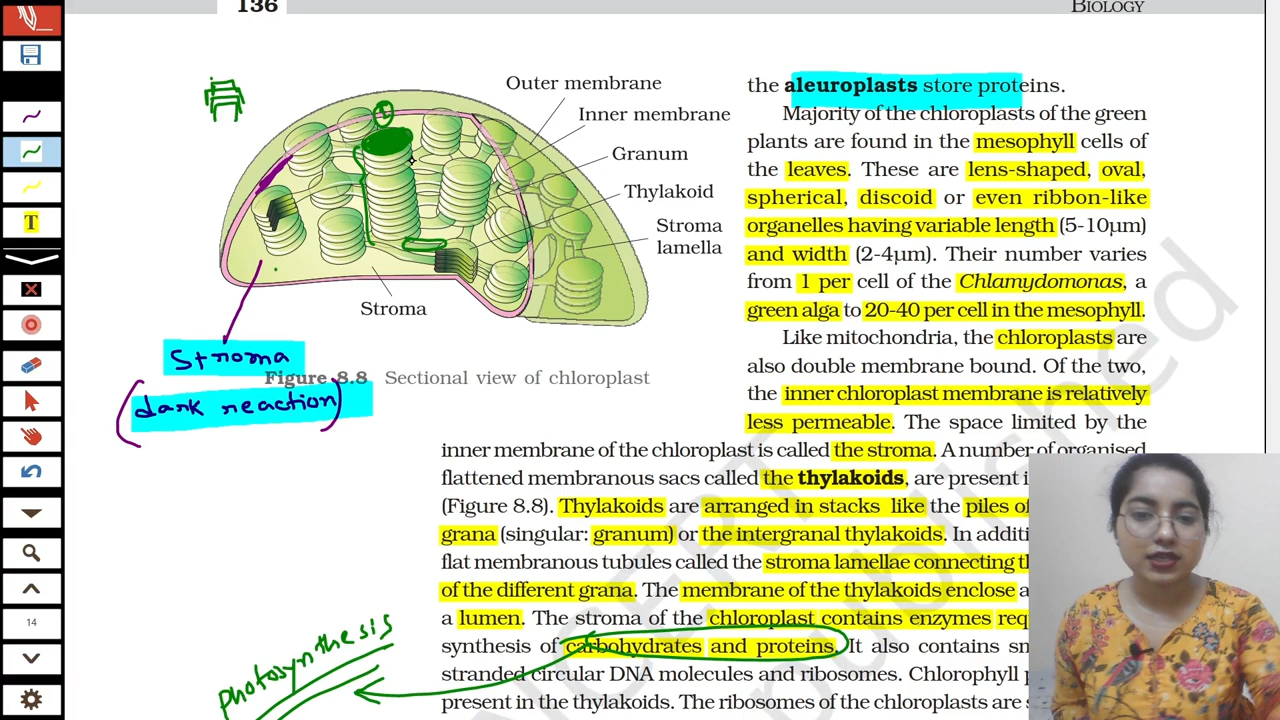 136
BIOLOGY
Outer membrane
Inner membrane
Granum
Thylakoid
Stroma
lamella
Stroma
Stroma
(dark reaction)
Figure 8.8 Sectional view of chloroplast
the aleuroplasts store proteins.
Majority of the chloroplasts of the green
plants are found in the mesophyll cells of
the leaves. These are lens-shaped, oval,
spherical, discoid or even ribbon-like
organelles having variable length (5-10µm)
and width (2-4µm). Their number varies
from 1 per cell of the Chlamydomonas, a
green alga to 20-40 per cell in the mesophyll.
Like mitochondria, the chloroplasts are
also double membrane bound. Of the two,
the inner chloroplast membrane is relatively
less permeable. The space limited by the
inner membrane of the chloroplast is called the stroma. A number of organised
flattened membranous sacs called the thylakoids, are present
(Figure 8.8). Thylakoids are arranged in stacks like the piles of
grana (singular: granum) or the intergranal thylakoids. In
flat membranous tubules called the stroma lamellae connecting
of the different grana. The membrane of the thylakoids enclose
a lumen. The stroma of the chloroplast contains enzymes
synthesis of carbohydrates and proteins. It also contains
stranded circular DNA molecules and ribosomes. Chlorophyll
present in the thylakoids. The ribosomes of the chloroplasts are
photosynthesis
T
14